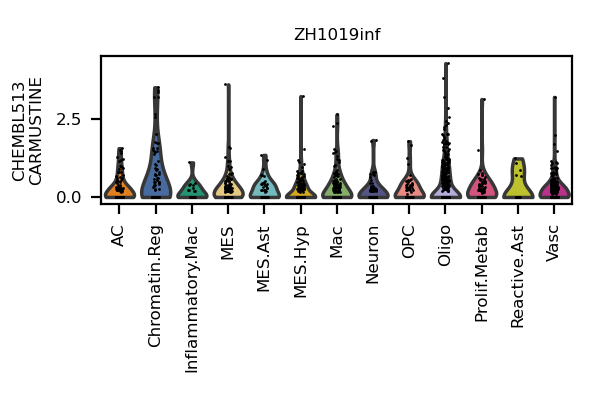 ZH1019inf
CHEMBL513
CARMUSTINE
2.5
0.0
AC
Chromatin.Reg
Inflammatory.Mac
MES
MES.Ast
MES.Hyp
Mac
Neuron
OPC
Oligo
Prolif.Metab
Reactive.Ast
Vasc